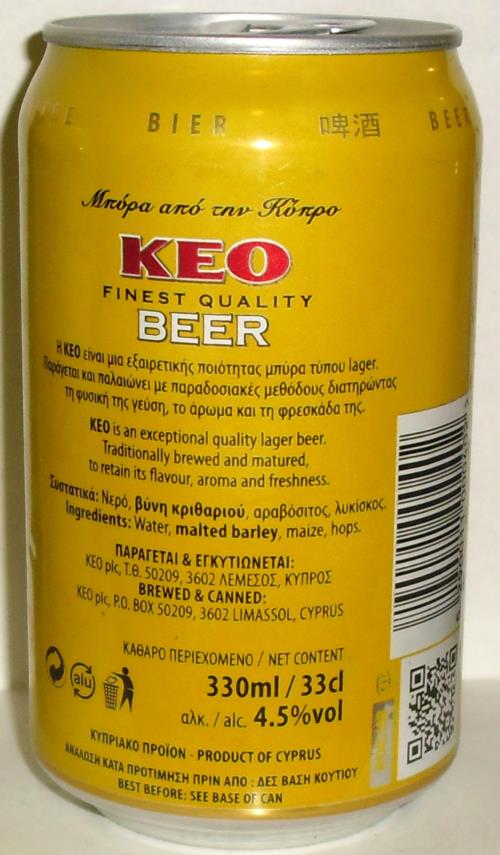 BIER 啤酒 BEER
Μπύρα από την Κύπρο
KEO
FINEST QUALITY
BEER
Η ΚΕΟ είναι μια εξαιρετικής ποιότητας μπύρα τύπου lager.
Παράγεται και παλαιώνει με παραδοσιακές μεθόδους διατηρώντας
τη φυσική της γεύση, το άρωμα και τη φρεσκάδα της.
KEO is an exceptional quality lager beer.
Traditionally brewed and matured,
to retain its flavour, aroma and freshness.
Συστατικά: Νερό, βύνη κριθαριού, αραβόσιτος, λυκίσκος.
Ingredients: Water, malted barley, maize, hops.
ΠΑΡΑΓΕΤΑΙ & ΕΓΚΥΤΙΩΝΕΤΑΙ:
ΚΕΟ plc, Τ.Θ. 50209, 3602 ΛΕΜΕΣΟΣ, ΚΥΠΡΟΣ
BREWED & CANNED:
KEO plc, P.O. BOX 50209, 3602 LIMASSOL, CYPRUS
ΚΑΘΑΡΟ ΠΕΡΙΕΧΟΜΕΝΟ / NET CONTENT
330ml / 33cl
αλκ. / alc. 4.5%vol
alu
ΚΥΠΡΙΑΚΟ ΠΡΟΪΟΝ - PRODUCT OF CYPRUS
ΑΝΑΛΩΣΗ ΚΑΤΑ ΠΡΟΤΙΜΗΣΗ ΠΡΙΝ ΑΠΟ : ΔΕΣ ΒΑΣΗ ΚΟΥΤΙΟΥ
BEST BEFORE: SEE BASE OF CAN